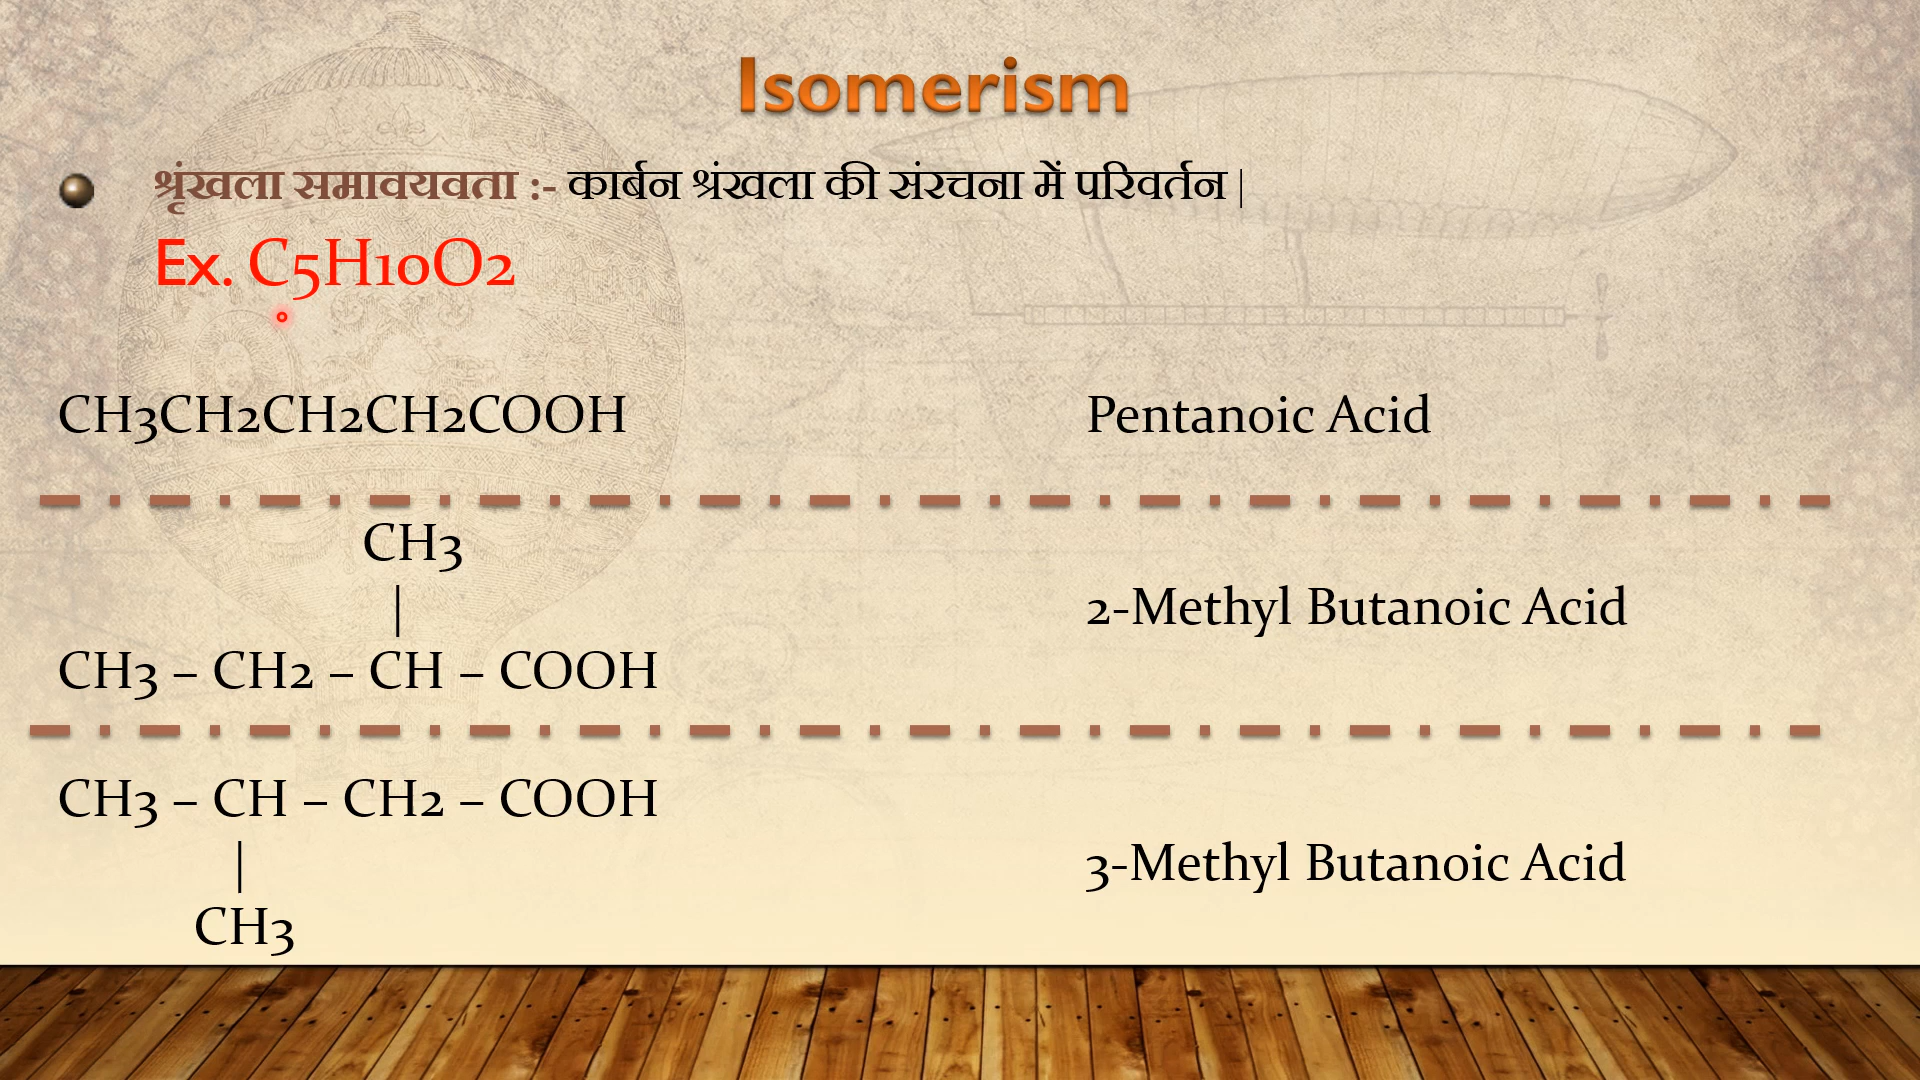 Isomerism
श्रृंखला समावयवता :- कार्बन श्रंखला की संरचना में परिवर्तन |
Ex. C5H10O2
CH3CH2CH2CH2COOH Pentanoic Acid
CH3
| 2-Methyl Butanoic Acid
CH3 – CH2 – CH – COOH
CH3 – CH – CH2 – COOH
| 3-Methyl Butanoic Acid
CH3